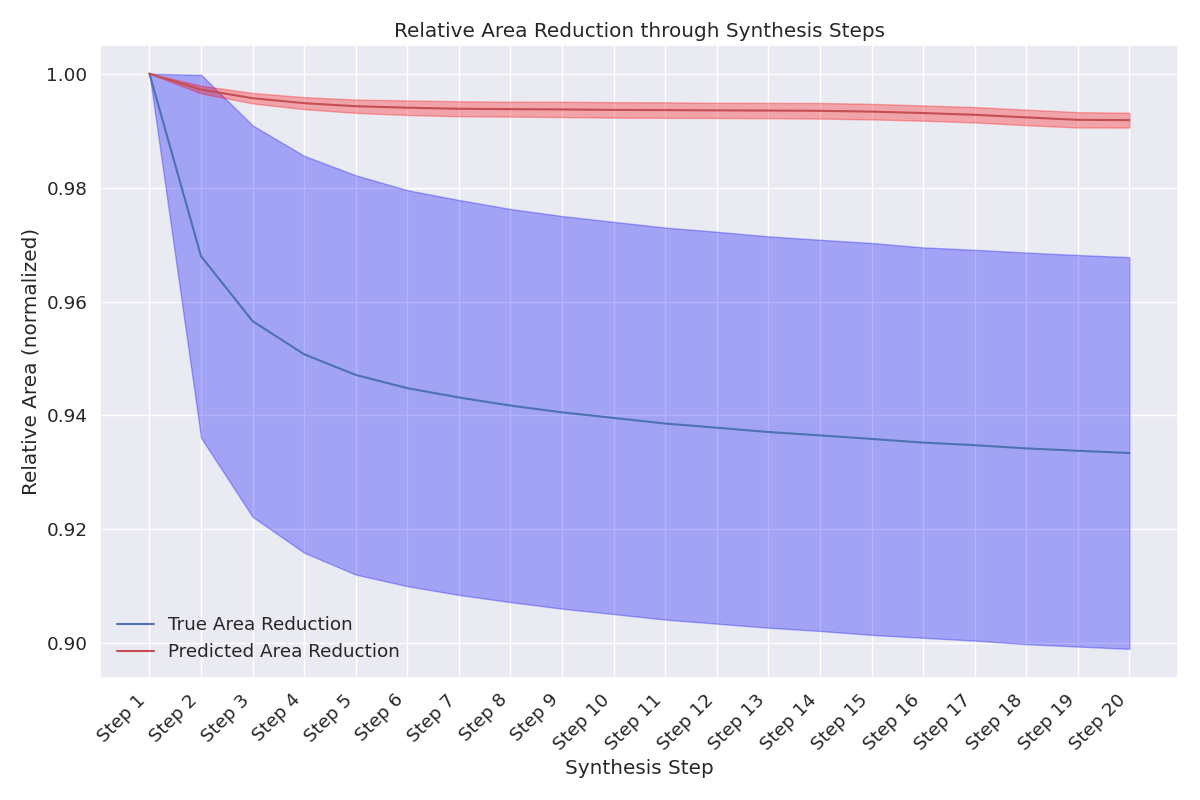 Relative Area Reduction through Synthesis Steps
Relative Area (normalized)
1.00
0.98
0.96
0.94
0.92
0.90
True Area Reduction
Predicted Area Reduction
Step 1
Step 2
Step 3
Step 4
Step 5
Step 6
Step 7
Step 8
Step 9
Step 10
Step 11
Step 12
Step 13
Step 14
Step 15
Step 16
Step 17
Step 18
Step 19
Step 20
Synthesis Step